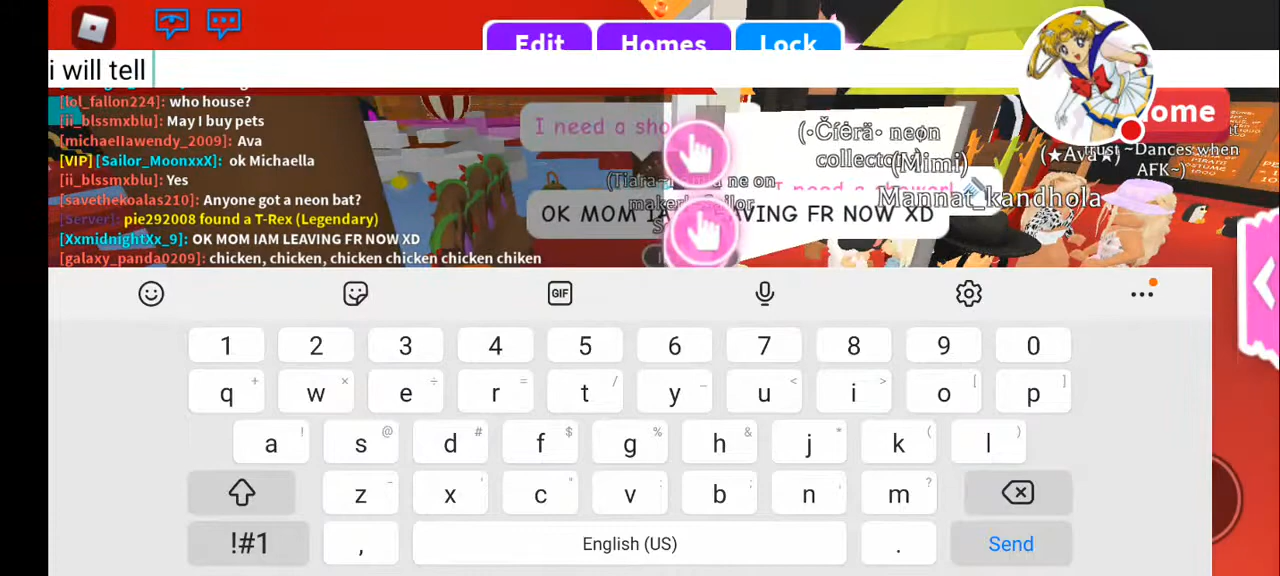 Edit Homes Lock
i will tell
[lol_fallon224]: who house?
[ii_blssmxblu]: May I buy pets
[michaellawendy_2009]: Ava
[VIP] [Sailor_MoonxxX]: ok Michaella
[ii_blssmxblu]: Yes
[savethekoalas210]: Anyone got a neon bat?
[Server]: pie292008 found a T-Rex (Legendary)
[XxmidnightXx_9]: OK MOM IAM LEAVING FR NOW XD
[galaxy_panda0209]: chicken, chicken, chicken chicken chicken chiken
I need a sho
(Mimi)
Mannat_kandhola
(★Ava★)
~Dances when
AFK~)
OK MOM IA EAVING FR NOW XD
ome
GIF
1 2 3 4 5 6 7 8 9 0
q w e r t y u i o p
a s d f g h j k l
z x c v b n m
!#1 , English (US) . Send